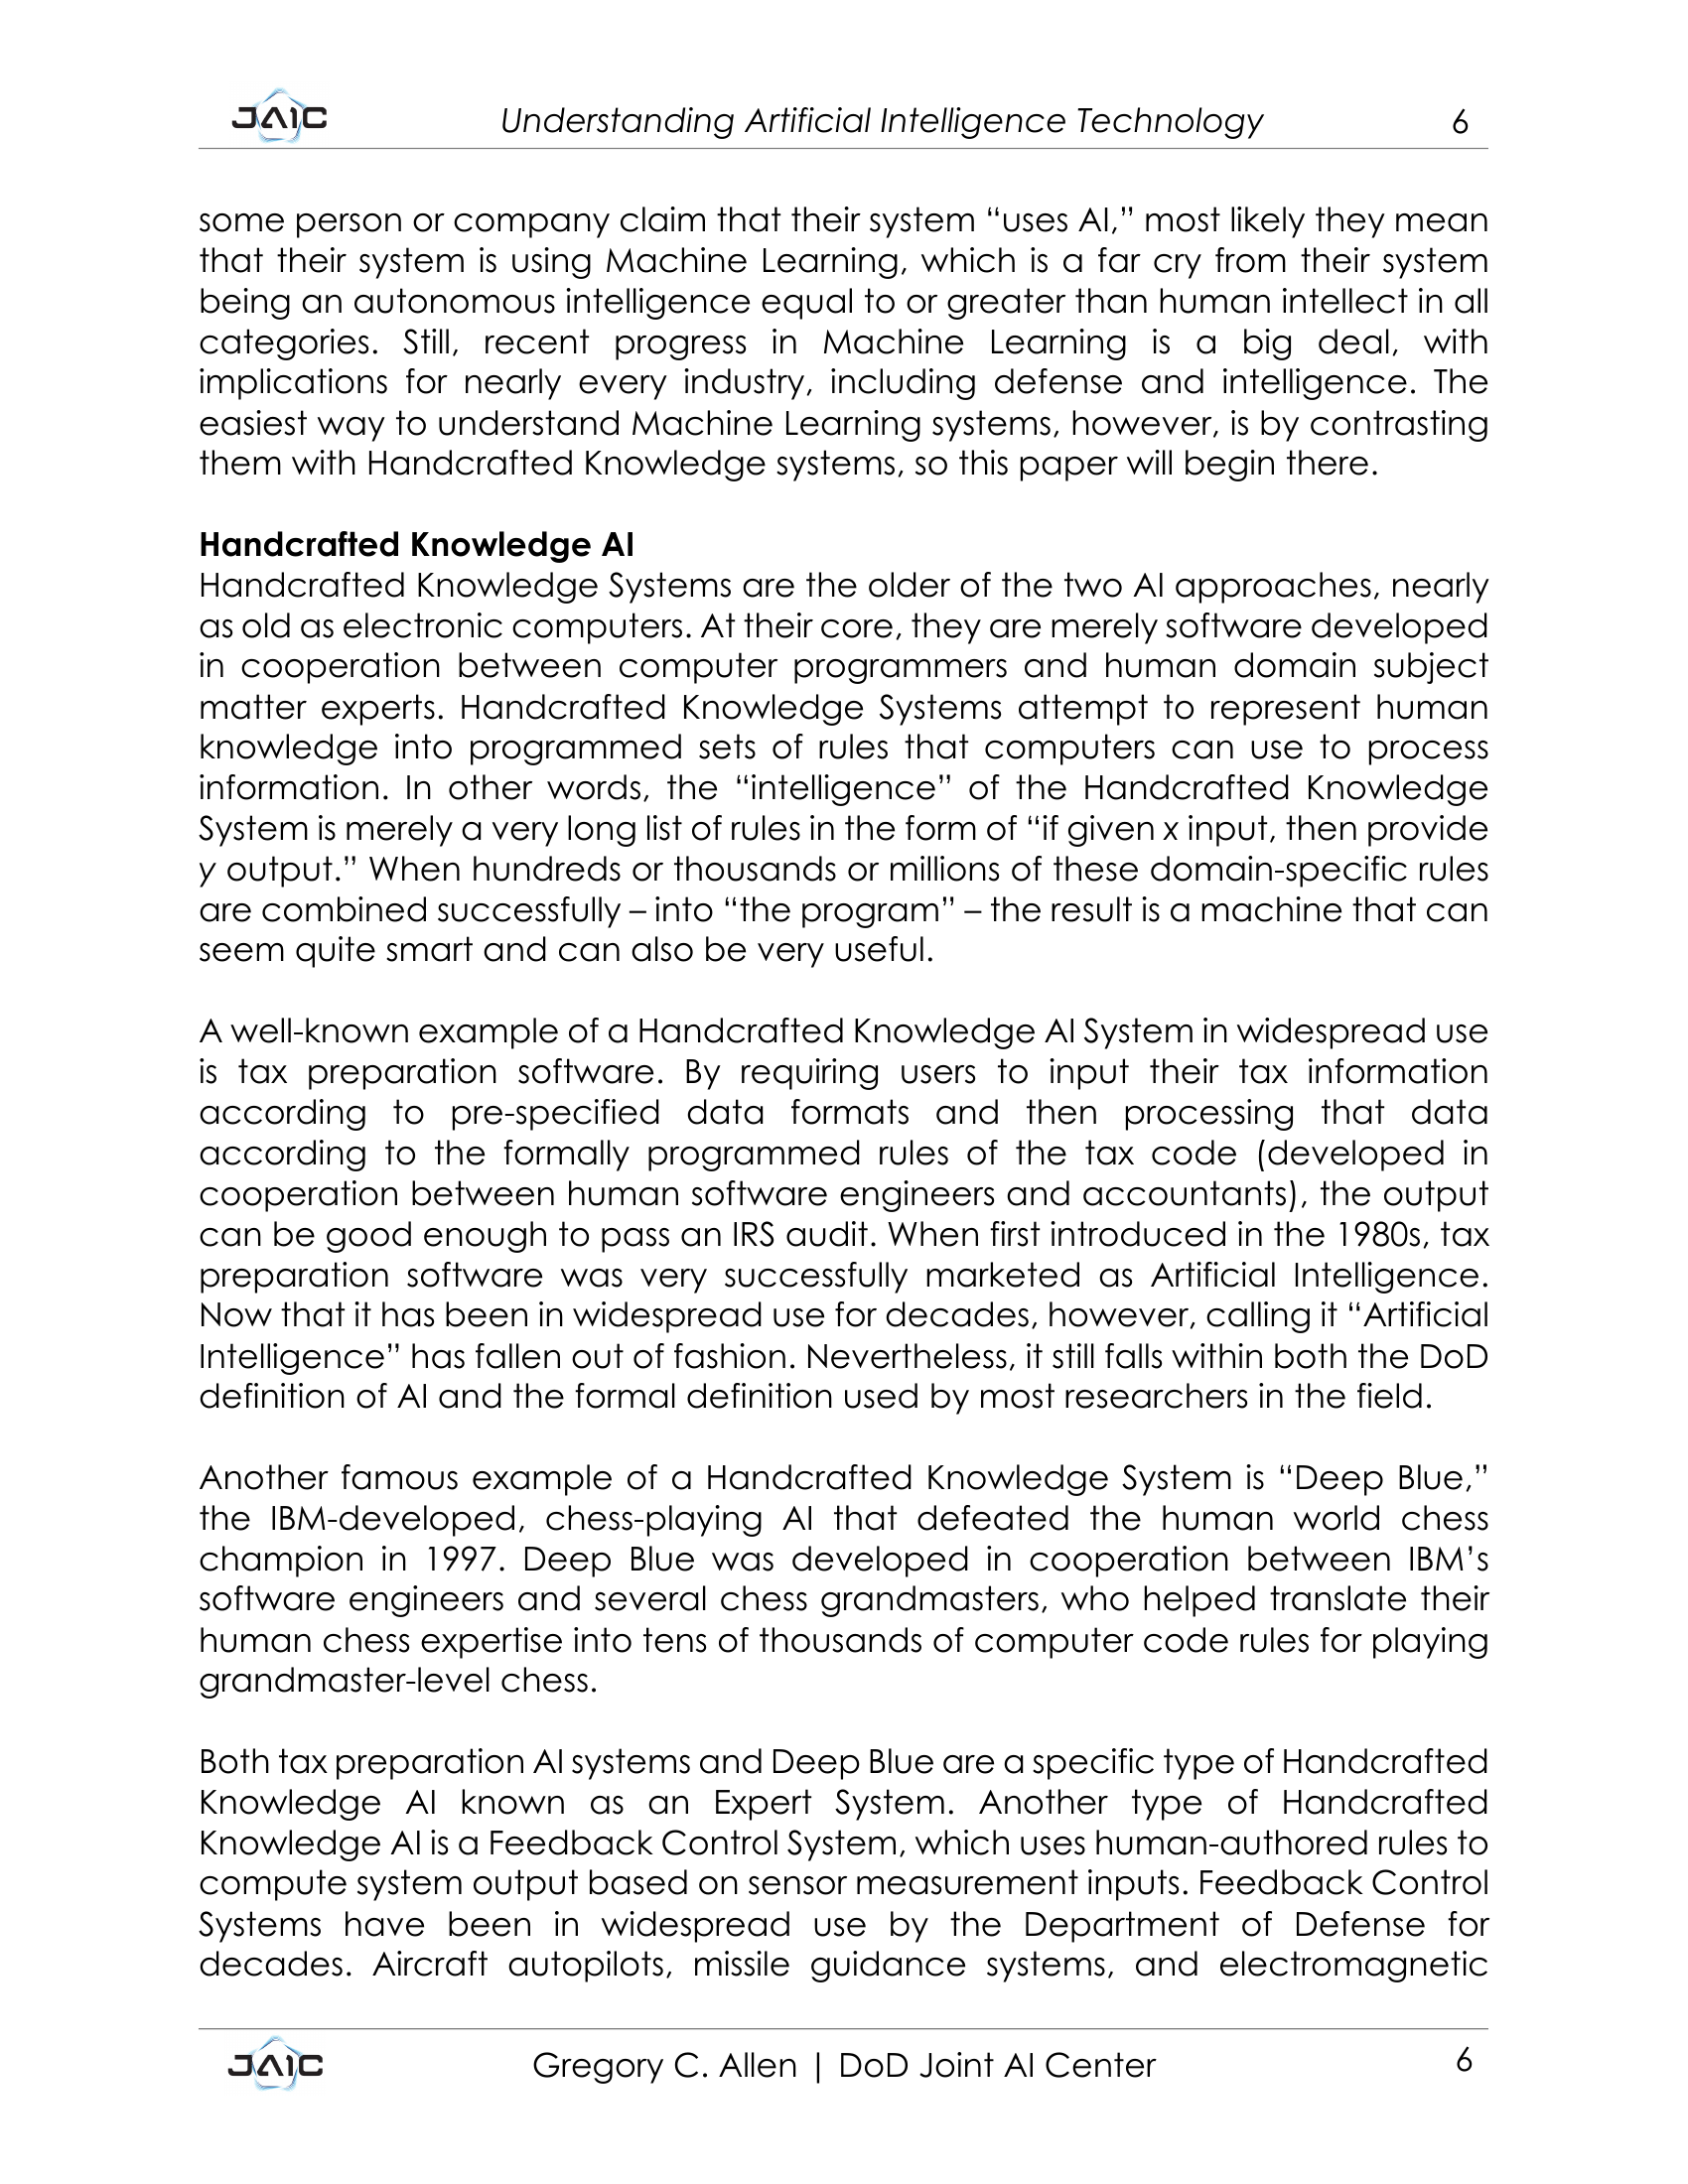 JAIC
Understanding Artificial Intelligence Technology
6
some person or company claim that their system “uses AI,” most likely they mean
that their system is using Machine Learning, which is a far cry from their system
being an autonomous intelligence equal to or greater than human intellect in all
categories. Still, recent progress in Machine Learning is a big deal, with
implications for nearly every industry, including defense and intelligence. The
easiest way to understand Machine Learning systems, however, is by contrasting
them with Handcrafted Knowledge systems, so this paper will begin there.
Handcrafted Knowledge AI
Handcrafted Knowledge Systems are the older of the two AI approaches, nearly
as old as electronic computers. At their core, they are merely software developed
in cooperation between computer programmers and human domain subject
matter experts. Handcrafted Knowledge Systems attempt to represent human
knowledge into programmed sets of rules that computers can use to process
information. In other words, the “intelligence” of the Handcrafted Knowledge
System is merely a very long list of rules in the form of “if given x input, then provide
y output.” When hundreds or thousands or millions of these domain-specific rules
are combined successfully – into “the program” – the result is a machine that can
seem quite smart and can also be very useful.
A well-known example of a Handcrafted Knowledge AI System in widespread use
is tax preparation software. By requiring users to input their tax information
according to pre-specified data formats and then processing that data
according to the formally programmed rules of the tax code (developed in
cooperation between human software engineers and accountants), the output
can be good enough to pass an IRS audit. When first introduced in the 1980s, tax
preparation software was very successfully marketed as Artificial Intelligence.
Now that it has been in widespread use for decades, however, calling it “Artificial
Intelligence” has fallen out of fashion. Nevertheless, it still falls within both the DoD
definition of AI and the formal definition used by most researchers in the field.
Another famous example of a Handcrafted Knowledge System is “Deep Blue,”
the IBM-developed, chess-playing AI that defeated the human world chess
champion in 1997. Deep Blue was developed in cooperation between IBM’s
software engineers and several chess grandmasters, who helped translate their
human chess expertise into tens of thousands of computer code rules for playing
grandmaster-level chess.
Both tax preparation AI systems and Deep Blue are a specific type of Handcrafted
Knowledge AI known as an Expert System. Another type of Handcrafted
Knowledge AI is a Feedback Control System, which uses human-authored rules to
compute system output based on sensor measurement inputs. Feedback Control
Systems have been in widespread use by the Department of Defense for
decades. Aircraft autopilots, missile guidance systems, and electromagnetic
JAIC
Gregory C. Allen | DoD Joint AI Center
6